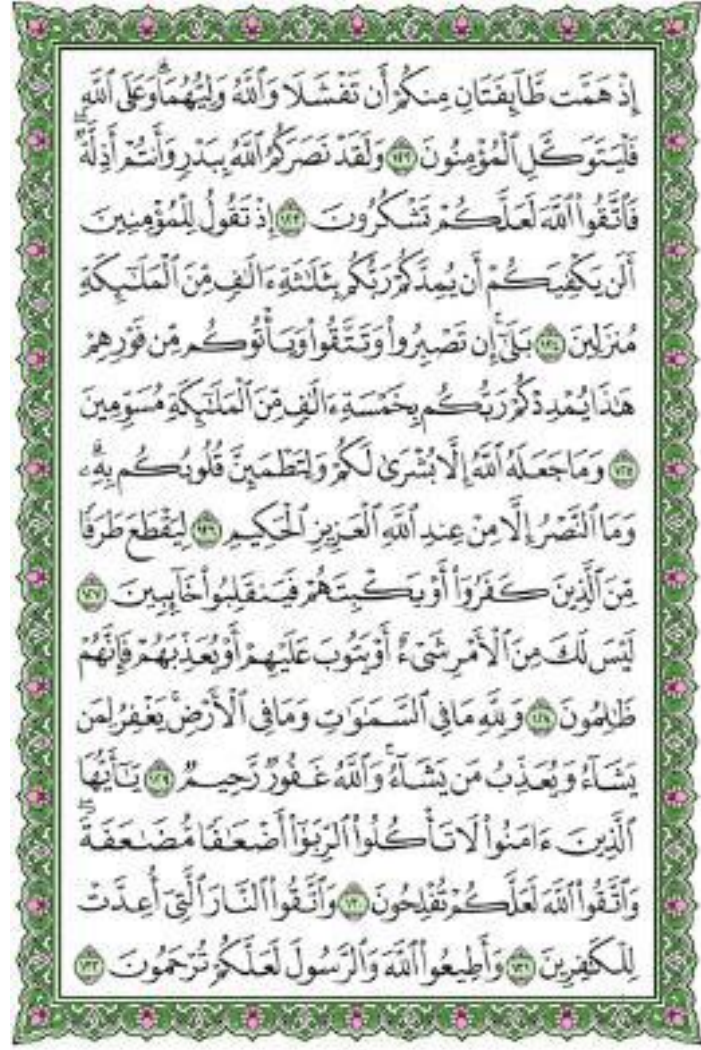 إِذْ هَمَّت طَّآئِفَتَانِ مِنكُمْ أَن تَفْشَلَا وَٱللَّهُ وَلِيُّهُمَاۗ وَعَلَى ٱللَّهِ
فَلْيَتَوَكَّلِ ٱلْمُؤْمِنُونَ ١٢٢ وَلَقَدْ نَصَرَكُمُ ٱللَّهُ بِبَدْرٍ وَأَنتُمْ أَذِلَّةٌۖ
فَٱتَّقُوا۟ ٱللَّهَ لَعَلَّكُمْ تَشْكُرُونَ ١٢٣ إِذْ تَقُولُ لِلْمُؤْمِنِينَ
أَلَن يَكْفِيَكُمْ أَن يُمِدَّكُمْ رَبُّكُم بِثَلَٰثَةِ ءَالَٰفٍ مِّنَ ٱلْمَلَٰٓئِكَةِ
مُنزَلِينَ ١٢٤ بَلَىٰٓۚ إِن تَصْبِرُوا۟ وَتَتَّقُوا۟ وَيَأْتُوكُم مِّن فَوْرِهِمْ
هَٰذَا يُمْدِدْكُمْ رَبُّكُم بِخَمْسَةِ ءَالَٰفٍ مِّنَ ٱلْمَلَٰٓئِكَةِ مُسَوِّمِينَ
١٢٥ وَمَا جَعَلَهُ ٱللَّهُ إِلَّا بُشْرَىٰ لَكُمْ وَلِتَطْمَئِنَّ قُلُوبُكُم بِهِۦۗ
وَمَا ٱلنَّصْرُ إِلَّا مِنْ عِندِ ٱللَّهِ ٱلْعَزِيزِ ٱلْحَكِيمِ ١٢٦ لِيَقْطَعَ طَرَفًا
مِّنَ ٱلَّذِينَ كَفَرُوٓا۟ أَوْ يَكْبِتَهُمْ فَيَنقَلِبُوا۟ خَآئِبِينَ ١٢٧
لَيْسَ لَكَ مِنَ ٱلْأَمْرِ شَىْءٌ أَوْ يَتُوبَ عَلَيْهِمْ أَوْ يُعَذِّبَهُمْ فَإِنَّهُمْ
ظَٰلِمُونَ ١٢٨ وَلِلَّهِ مَا فِى ٱلسَّمَٰوَٰتِ وَمَا فِى ٱلْأَرْضِۚ يَغْفِرُ لِمَن
يَشَآءُ وَيُعَذِّبُ مَن يَشَآءُۚ وَٱللَّهُ غَفُورٌ رَّحِيمٌ ١٢٩ يَٰٓأَيُّهَا
ٱلَّذِينَ ءَامَنُوا۟ لَا تَأْكُلُوا۟ ٱلرِّبَوٰٓا۟ أَضْعَٰفًا مُّضَٰعَفَةًۖ
وَٱتَّقُوا۟ ٱللَّهَ لَعَلَّكُمْ تُفْلِحُونَ ١٣٠ وَٱتَّقُوا۟ ٱلنَّارَ ٱلَّتِىٓ أُعِدَّتْ
لِلْكَٰفِرِينَ ١٣١ وَأَطِيعُوا۟ ٱللَّهَ وَٱلرَّسُولَ لَعَلَّكُمْ تُرْحَمُونَ ١٣٢